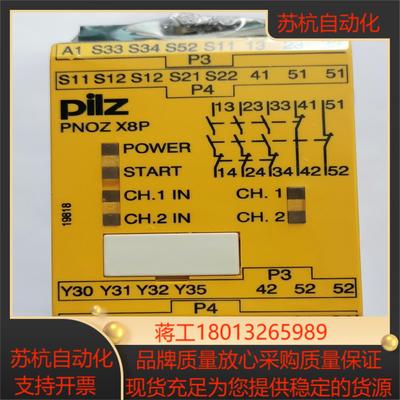 苏杭自动化
A1 S33 S34 S52 S11 13
P3
S11 S12 S12 S21 S22 41 51 51
P4
pilz
PNOZ X8P
13 23 33 41 51
POWER
START
14 24 34 42 52
CH.1 IN
CH. 1
CH.2 IN
CH. 2
19818
P3
Y30 Y31 Y32 Y35 42 52 52
P4
蒋工18013265989
苏杭自动化
支持开票
品牌质量放心采购质量保证
现货充足为您提供稳定的货源